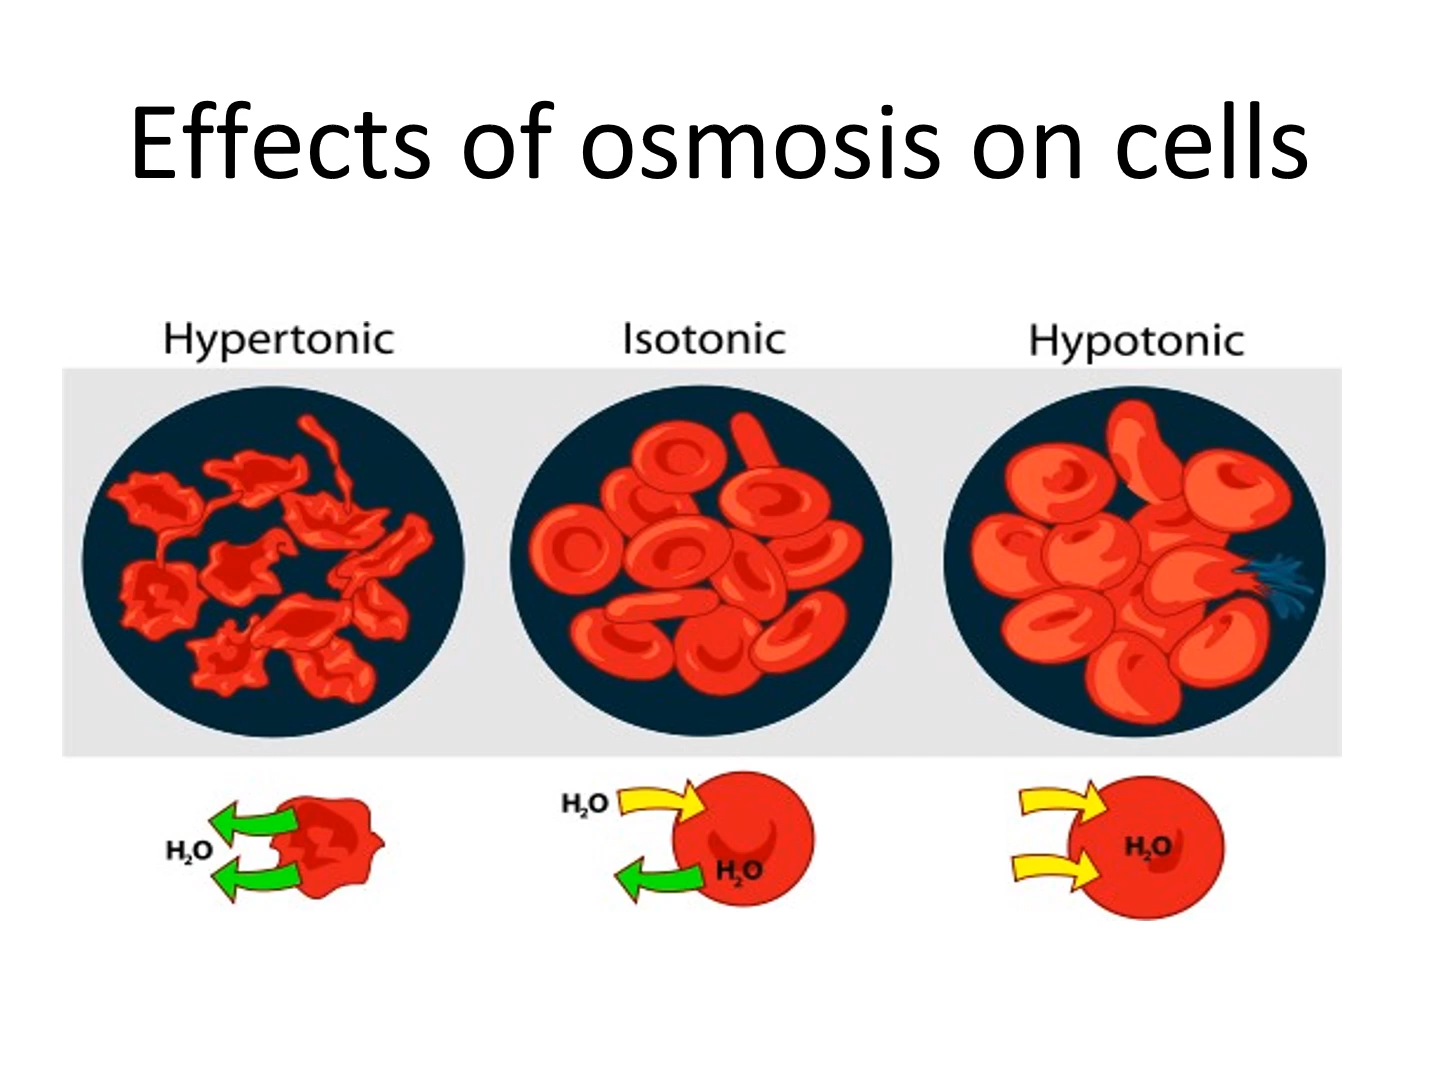 Effects of osmosis on cells
Hypertonic
Isotonic
Hypotonic
H₂O
H₂O
H₂O
H₂O